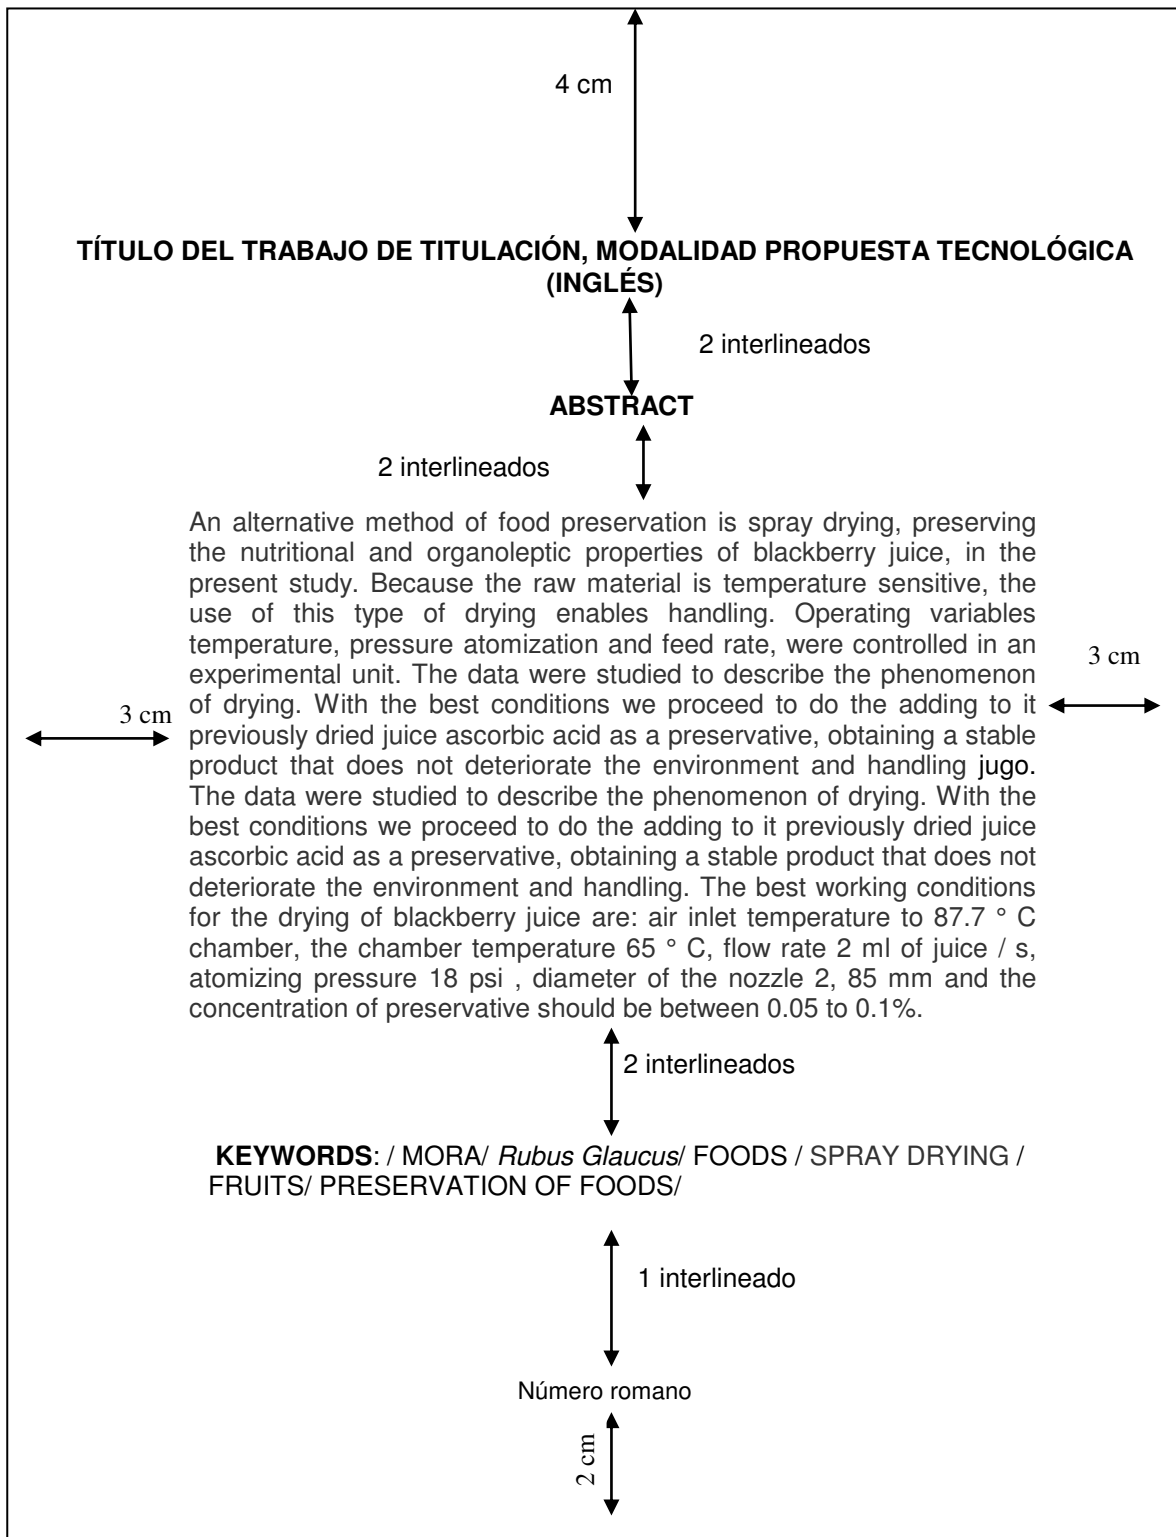 4 cm
TÍTULO DEL TRABAJO DE TITULACIÓN, MODALIDAD PROPUESTA TECNOLÓGICA
(INGLÉS)
2 interlineados
ABSTRACT
2 interlineados
An alternative method of food preservation is spray drying, preserving
the nutritional and organoleptic properties of blackberry juice, in the
present study. Because the raw material is temperature sensitive, the
use of this type of drying enables handling. Operating variables
temperature, pressure atomization and feed rate, were controlled in an
experimental unit. The data were studied to describe the phenomenon
of drying. With the best conditions we proceed to do the adding to it
previously dried juice ascorbic acid as a preservative, obtaining a stable
product that does not deteriorate the environment and handling jugo.
The data were studied to describe the phenomenon of drying. With the
best conditions we proceed to do the adding to it previously dried juice
ascorbic acid as a preservative, obtaining a stable product that does not
deteriorate the environment and handling. The best working conditions
for the drying of blackberry juice are: air inlet temperature to 87.7 ° C
chamber, the chamber temperature 65 ° C, flow rate 2 ml of juice / s,
atomizing pressure 18 psi , diameter of the nozzle 2, 85 mm and the
concentration of preservative should be between 0.05 to 0.1%.
3 cm
3 cm
2 interlineados
KEYWORDS: / MORA/ Rubus Glaucus/ FOODS / SPRAY DRYING /
FRUITS/ PRESERVATION OF FOODS/
1 interlineado
Número romano
2 cm